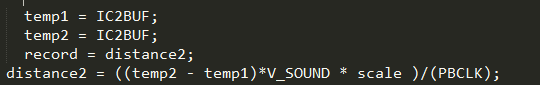 temp1 = IC2BUF;
temp2 = IC2BUF;
record = distance2;
distance2 = ((temp2 - temp1)*V_SOUND * scale )/(PBCLK);